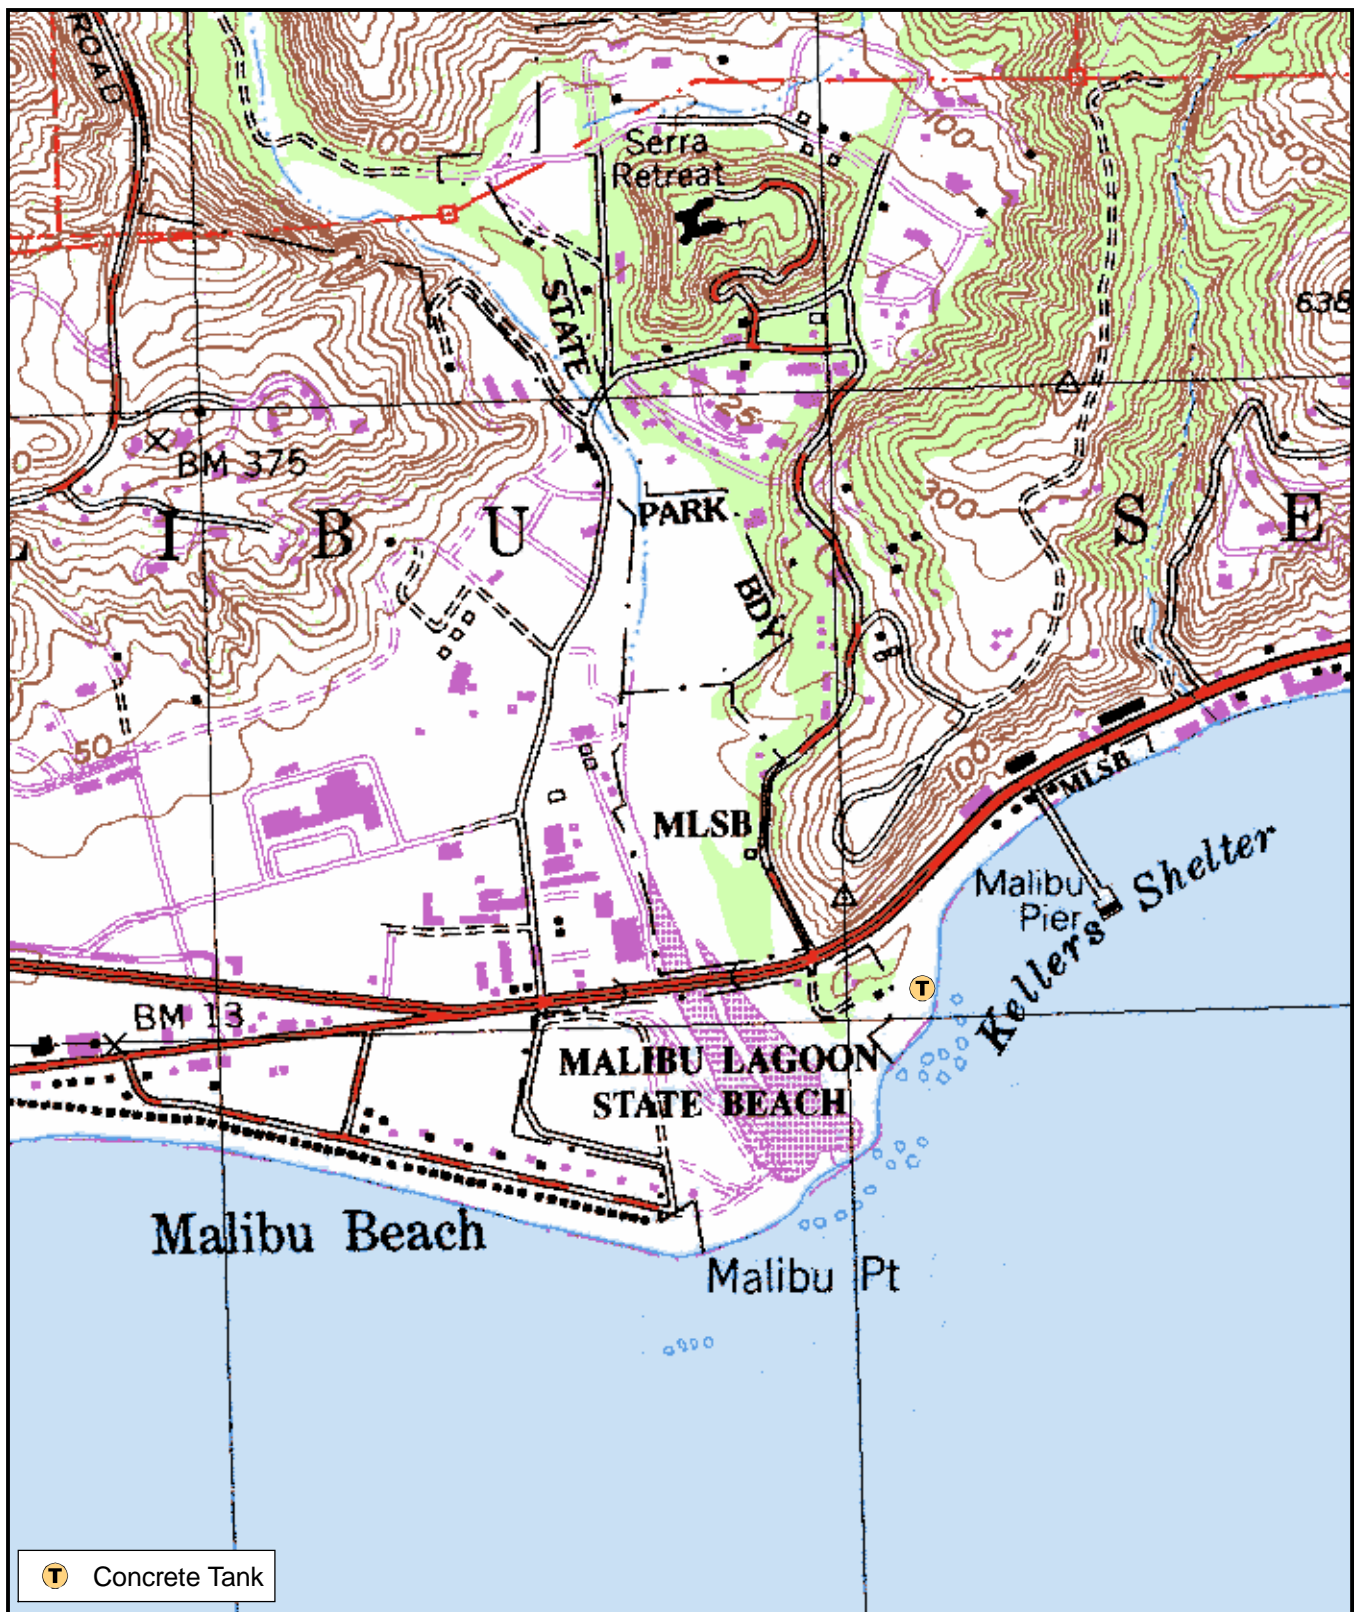 ROAD
100
Serra
Retreat
100
500
STATE
638
25
BM 375
300
I B U S E
PARK
BDY
50
100
MLSB 1
MLSB
Malibu
Pier
Kellers Shelter
T
BM 13
MALIBU LAGOON
STATE BEACH
Malibu Beach
Malibu Pt
T Concrete Tank